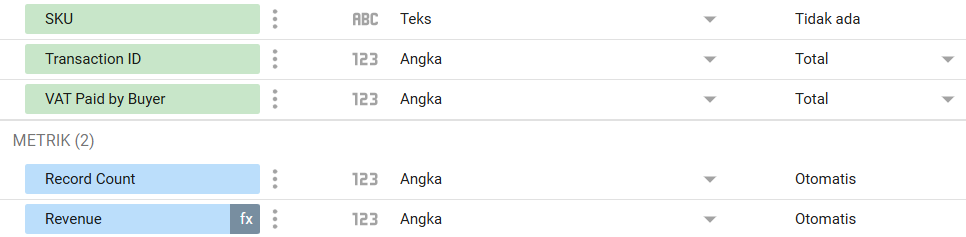 SKU ABC Teks Tidak ada
Transaction ID 123 Angka Total
VAT Paid by Buyer 123 Angka Total
METRIK (2)
Record Count 123 Angka Otomatis
Revenue fx 123 Angka Otomatis